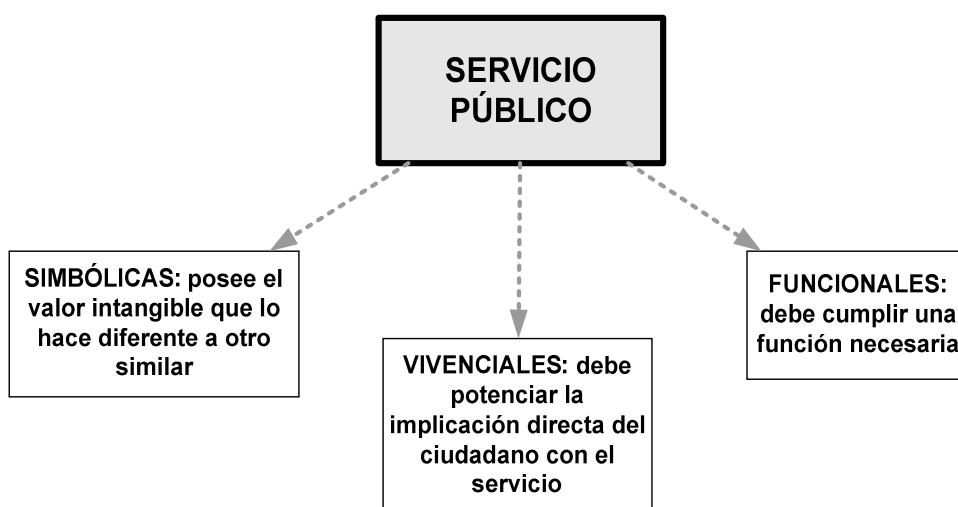 SERVICIO
PÚBLICO
SIMBÓLICAS: posee el
valor intangible que lo
hace diferente a otro
similar
VIVENCIALES: debe
potenciar la
implicación directa del
ciudadano con el
servicio
FUNCIONALES:
debe cumplir una
función necesaria